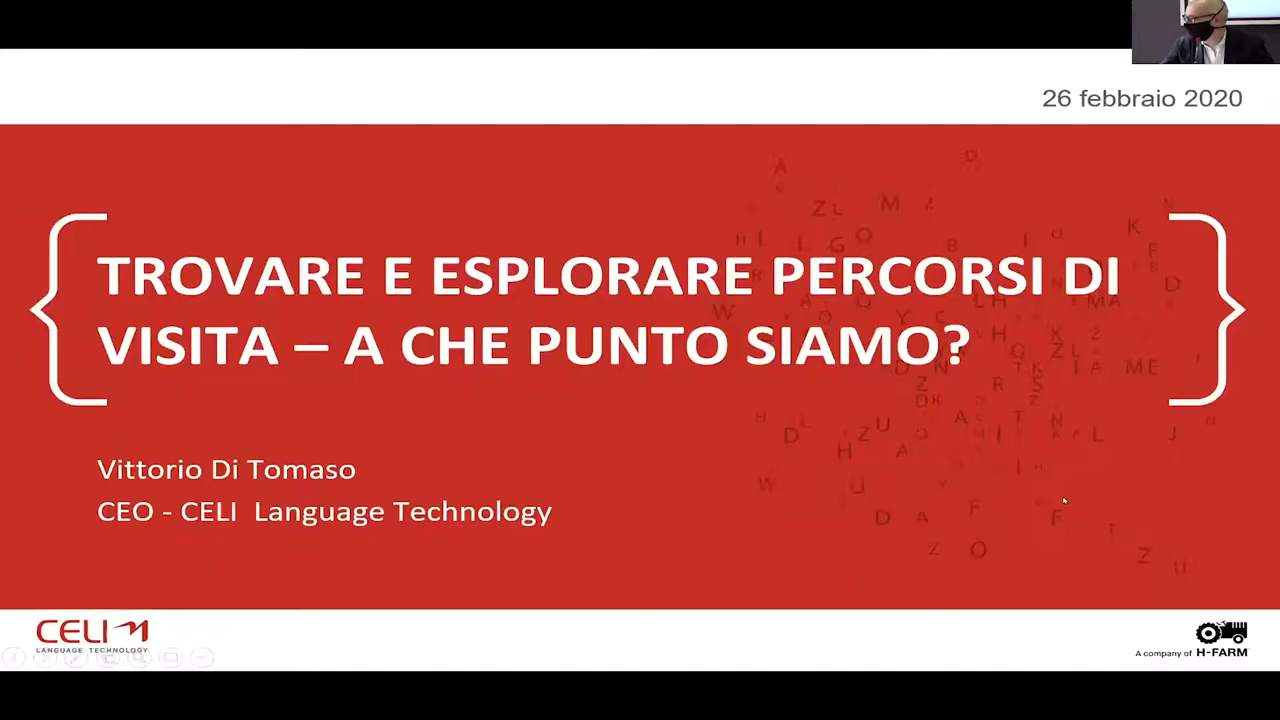 26 febbraio 2020
TROVARE E ESPLORARE PERCORSI DI
VISITA – A CHE PUNTO SIAMO?
Vittorio Di Tomaso
CEO - CELI Language Technology
CELI
LANGUAGE TECHNOLOGY
A company of H-FARM